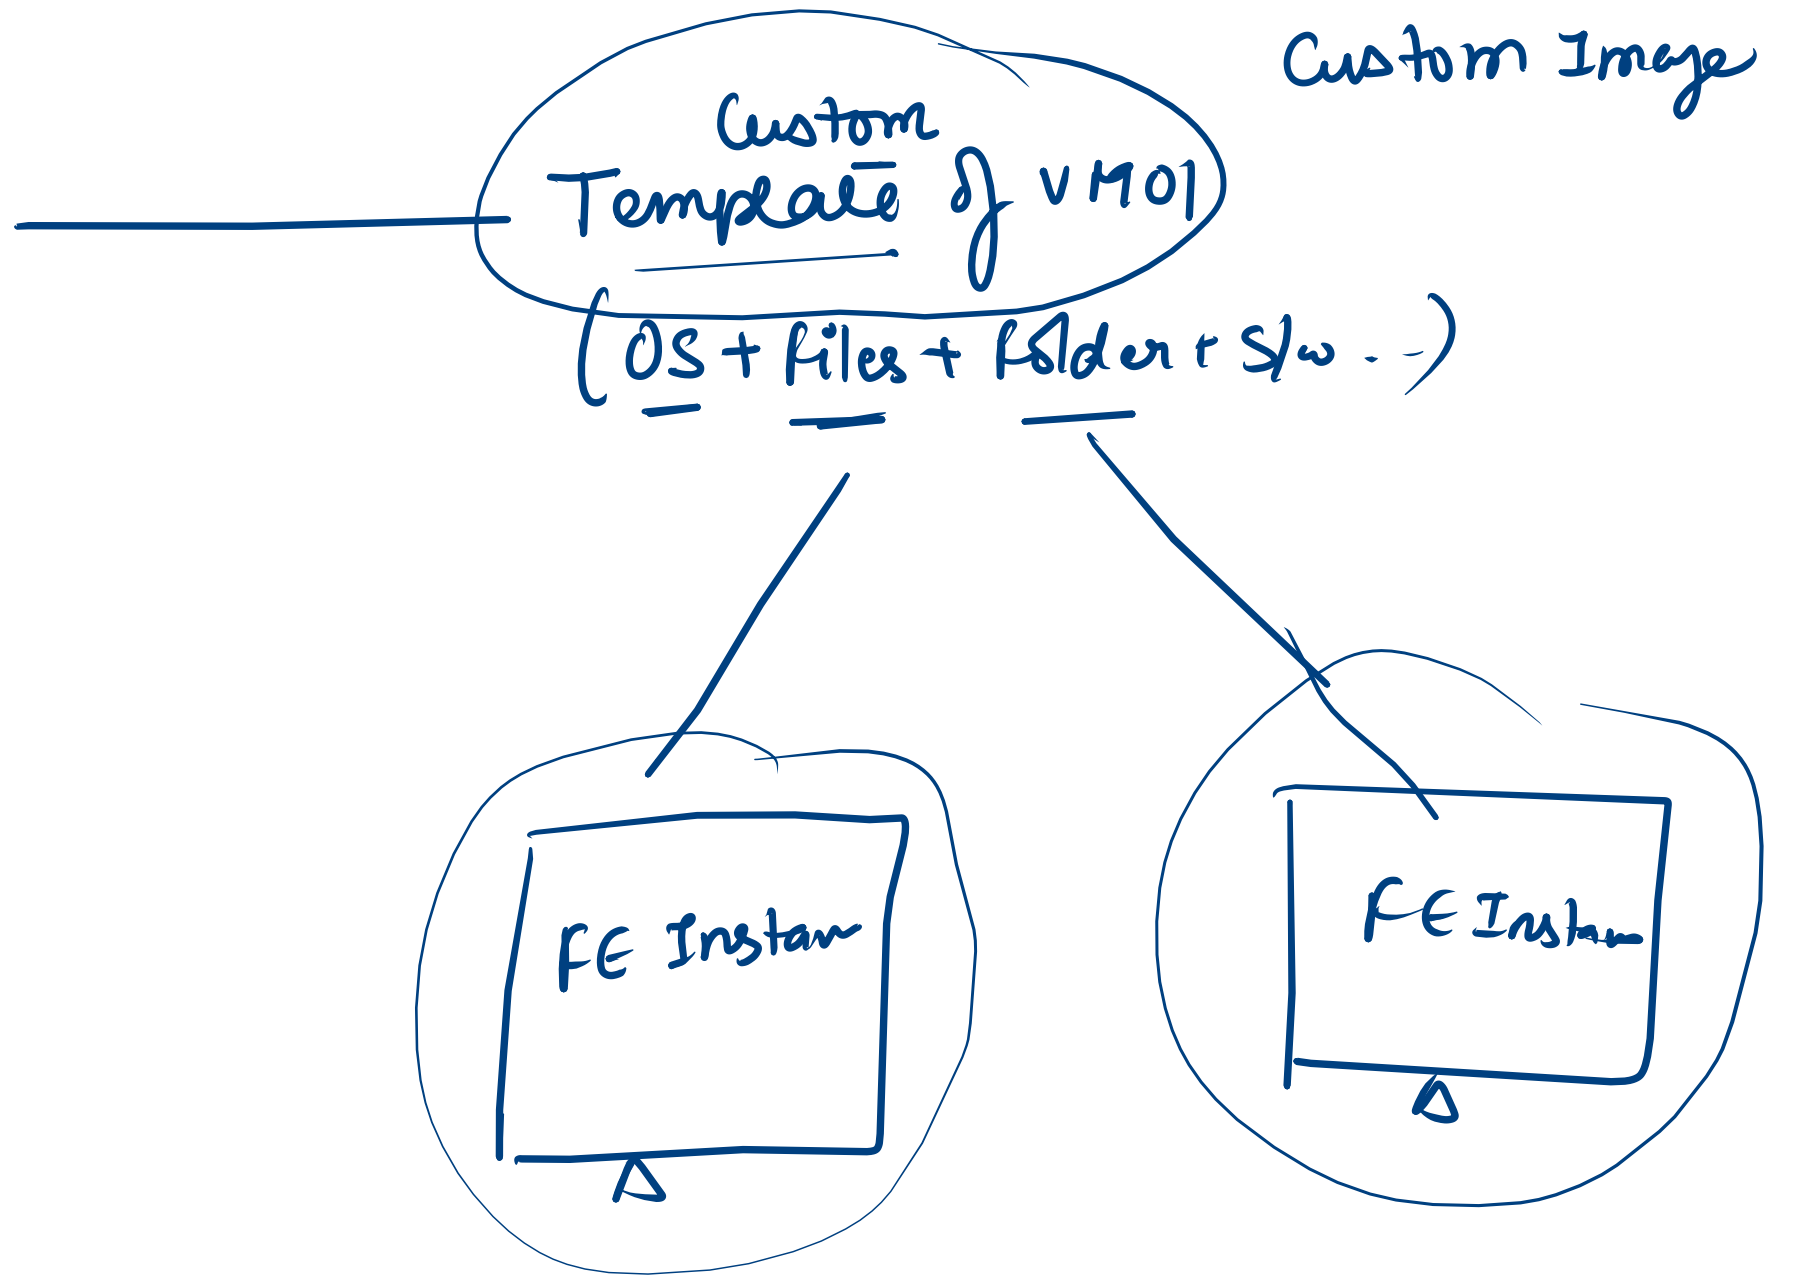 Custom Image
Custom
Template of VM01
(OS + Files + Folder + S/w . --)
FE Instan
FE Instan